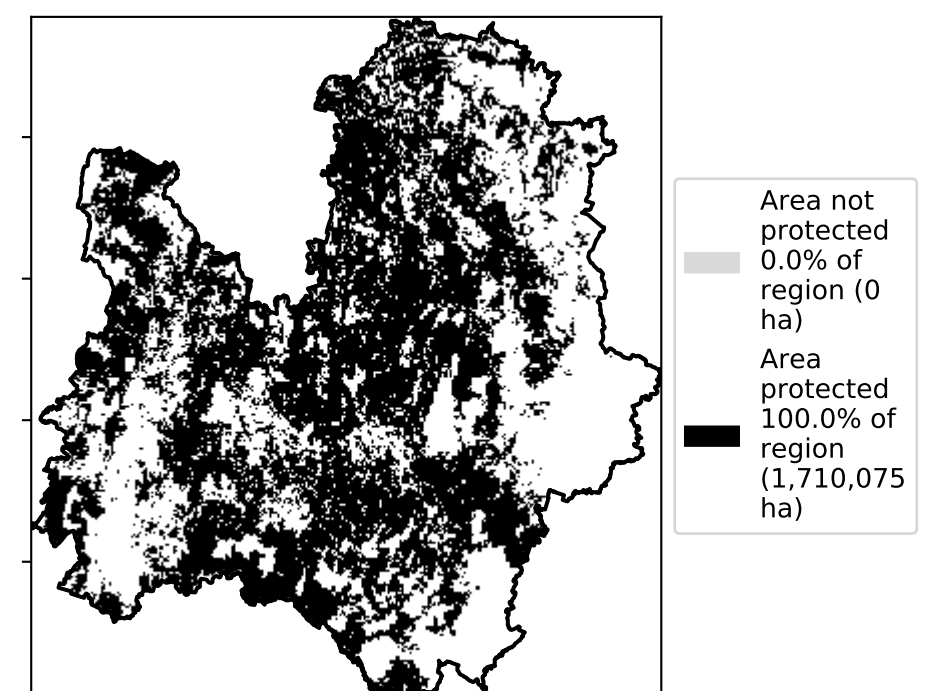 Area not
protected
0.0% of
region (0
ha)
Area
protected
100.0% of
region
(1,710,075
ha)